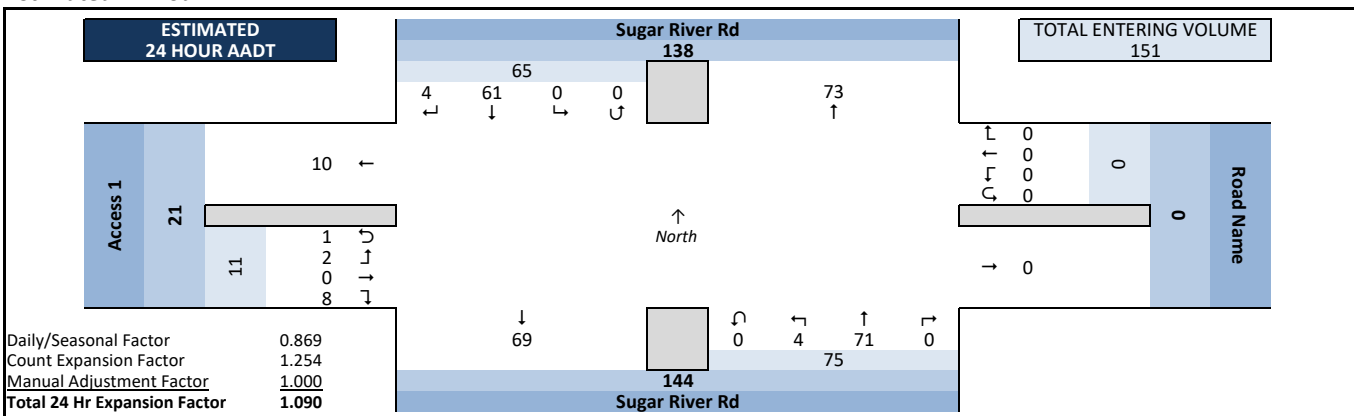 ESTIMATED
24 HOUR AADT
Sugar River Rd
138
TOTAL ENTERING VOLUME
151
65
4 61 0 0
↵ ↓ ↳ ↺
73
↑
Access 1
21
10 ←
11
1 ⮌
2 ⬏
0 →
8 ↴
↑
North
↰ 0
← 0
↓ 0
⮎ 0
0
0
Road Name
→ 0
↓
69
↶ ↰ ↑ ↱
0 4 71 0
75
144
Sugar River Rd
Daily/Seasonal Factor 0.869
Count Expansion Factor 1.254
Manual Adjustment Factor 1.000
Total 24 Hr Expansion Factor 1.090